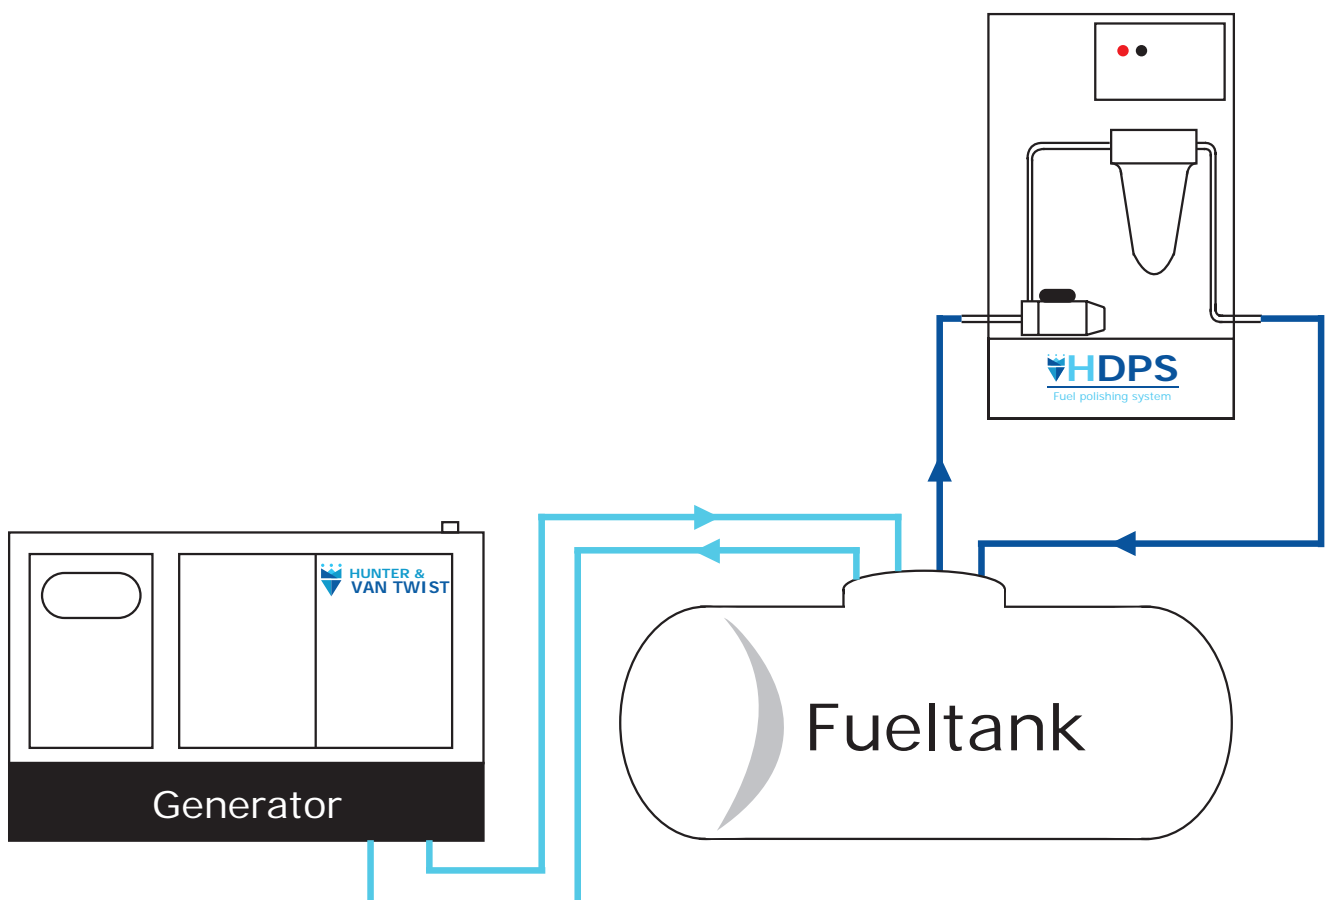 HDPS
Fuel polishing system
HUNTER &
VAN TWIST
Fueltank
Generator